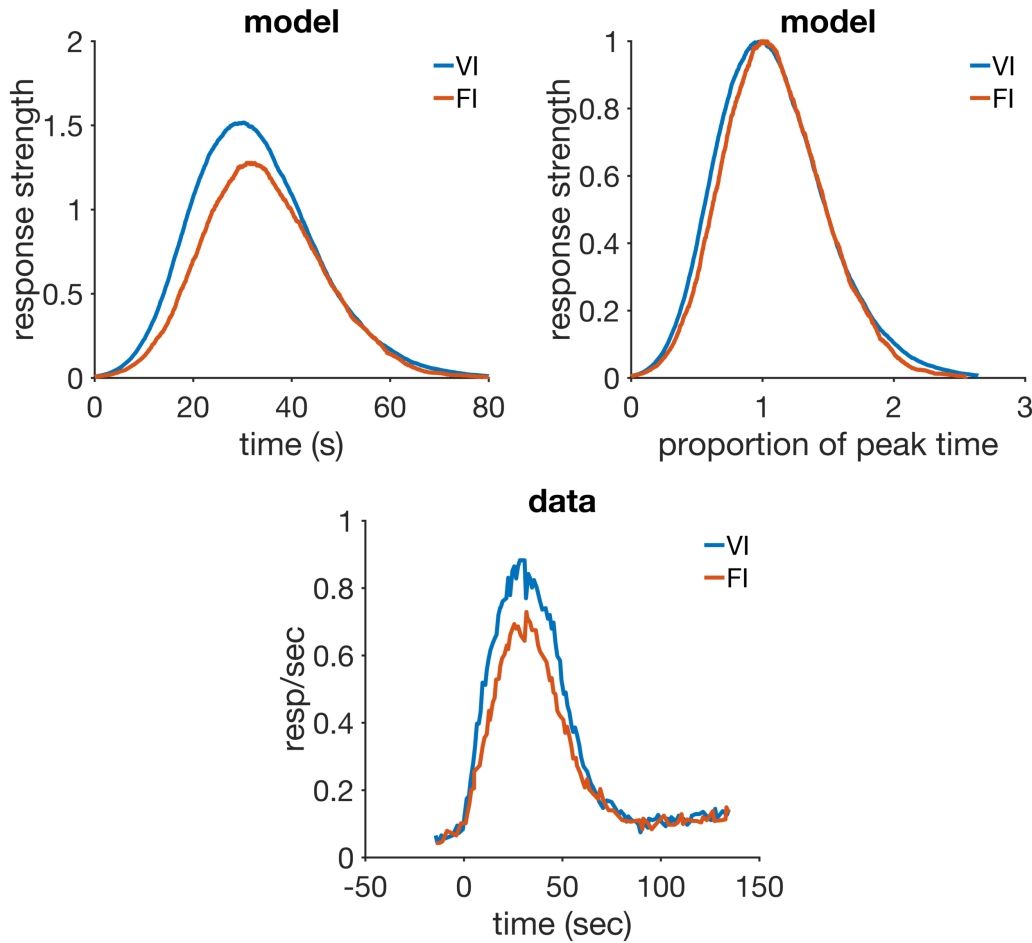 model
2
1.5
1
0.5
0
response strength
0
20
40
60
80
time (s)
VI
FI
model
1
0.8
0.6
0.4
0.2
0
response strength
0
1
2
3
proportion of peak time
VI
FI
data
1
0.8
0.6
0.4
0.2
0
resp/sec
-50
0
50
100
150
time (sec)
VI
FI